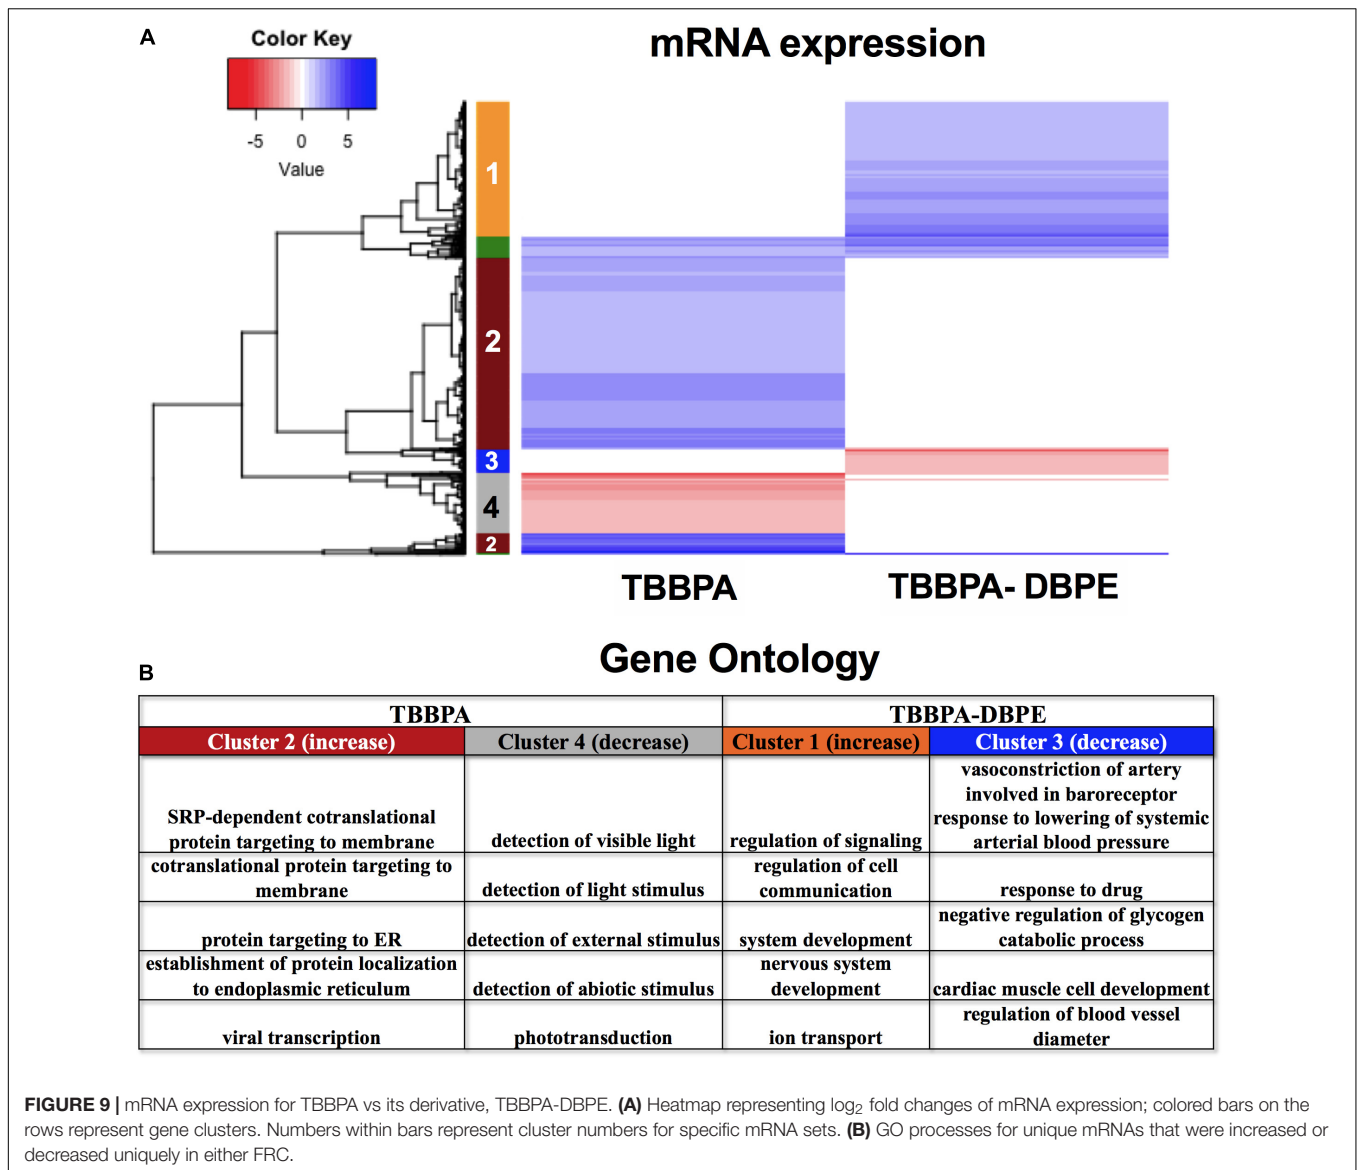 A
Color Key
mRNA expression
-5 0 5
Value
1
2
3
4
2
TBBPA
TBBPA- DBPE
B
Gene Ontology
TBBPA
TBBPA-DBPE
Cluster 2 (increase)
Cluster 4 (decrease)
Cluster 1 (increase)
Cluster 3 (decrease)
SRP-dependent cotranslational
protein targeting to membrane
detection of visible light
regulation of signaling
vasoconstriction of artery
involved in baroreceptor
response to lowering of systemic
arterial blood pressure
cotranslational protein targeting to
membrane
detection of light stimulus
regulation of cell
communication
response to drug
protein targeting to ER
detection of external stimulus
system development
negative regulation of glycogen
catabolic process
establishment of protein localization
to endoplasmic reticulum
detection of abiotic stimulus
nervous system
development
cardiac muscle cell development
viral transcription
phototransduction
ion transport
regulation of blood vessel
diameter
FIGURE 9 | mRNA expression for TBBPA vs its derivative, TBBPA-DBPE. (A) Heatmap representing log₂ fold changes of mRNA expression; colored bars on the
rows represent gene clusters. Numbers within bars represent cluster numbers for specific mRNA sets. (B) GO processes for unique mRNAs that were increased or
decreased uniquely in either FRC.